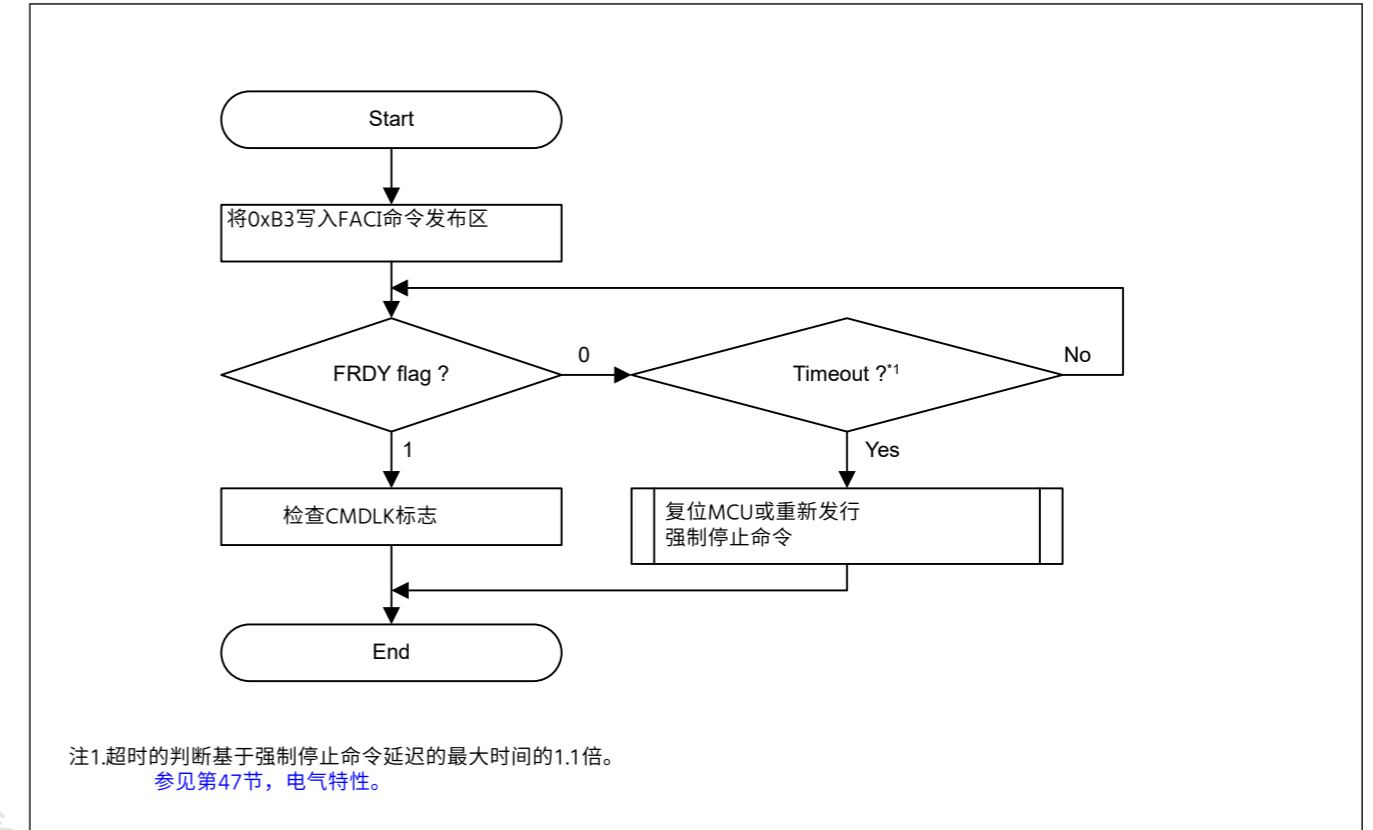 Start
将0xB3写入FACI命令发布区
FRDY flag ?
0
Timeout ?*1
No
1
Yes
检查CMDLK标志
复位MCU或重新发行
强制停止命令
End
注1.超时的判断基于强制停止命令延迟的最大时间的1.1倍。
参见第47节，电气特性。